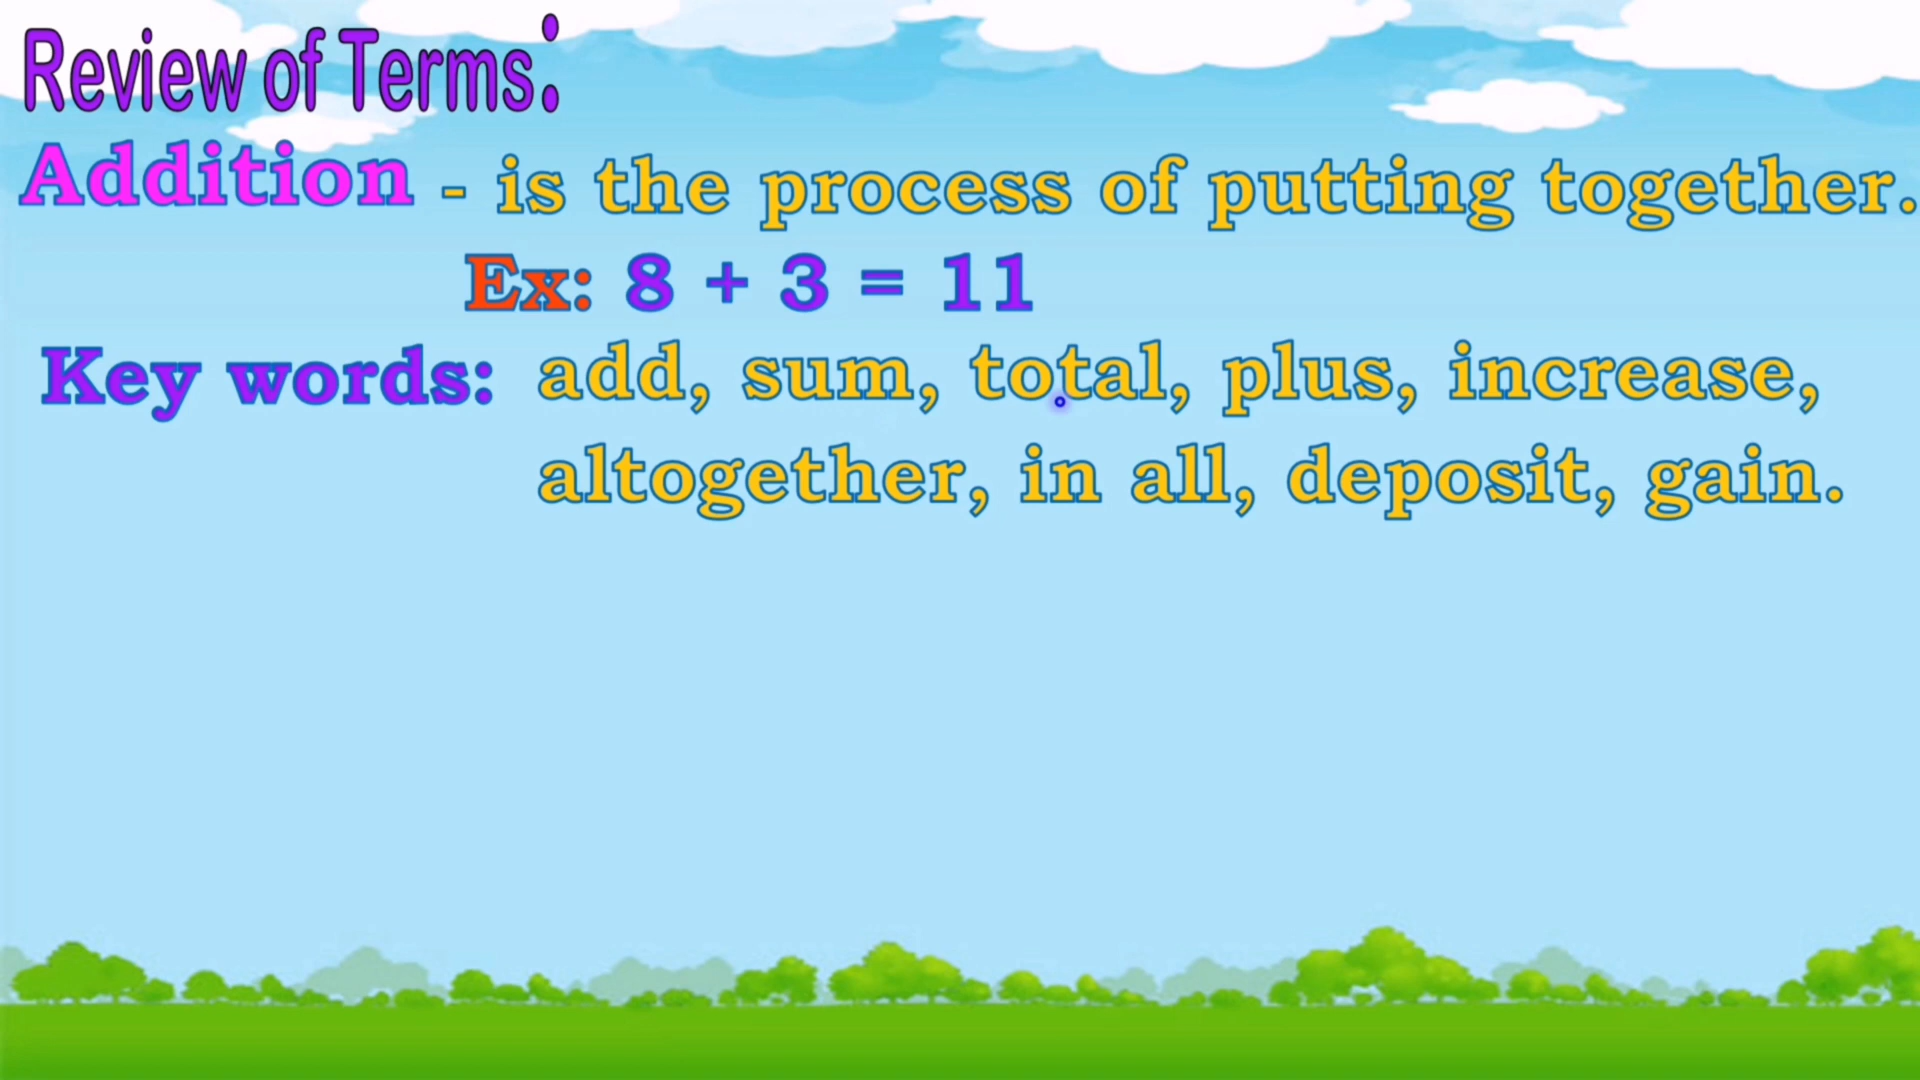 Review of Terms:
Addition - is the process of putting together.
Ex: 8 + 3 = 11
Key words: add, sum, total, plus, increase,
altogether, in all, deposit, gain.